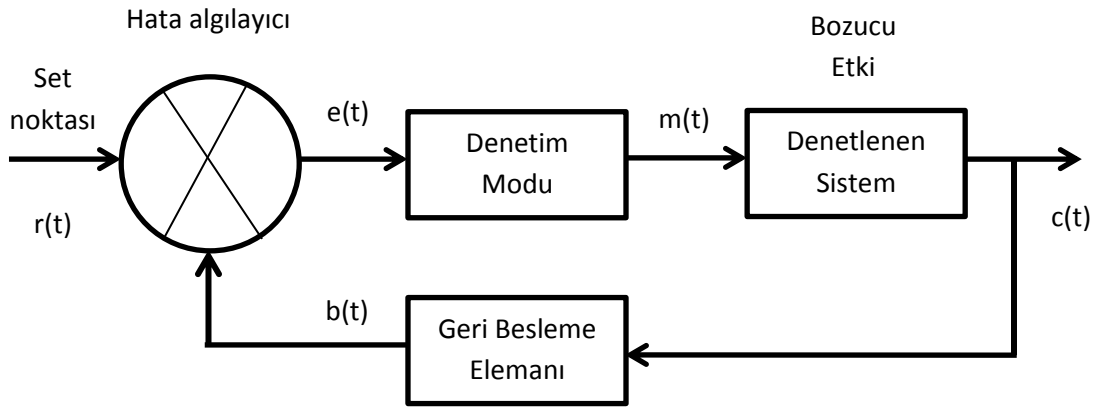 Hata algılayıcı
Bozucu
Etki
Set
noktası
e(t)
m(t)
Denetim
Modu
Denetlenen
Sistem
r(t)
c(t)
b(t)
Geri Besleme
Elemanı